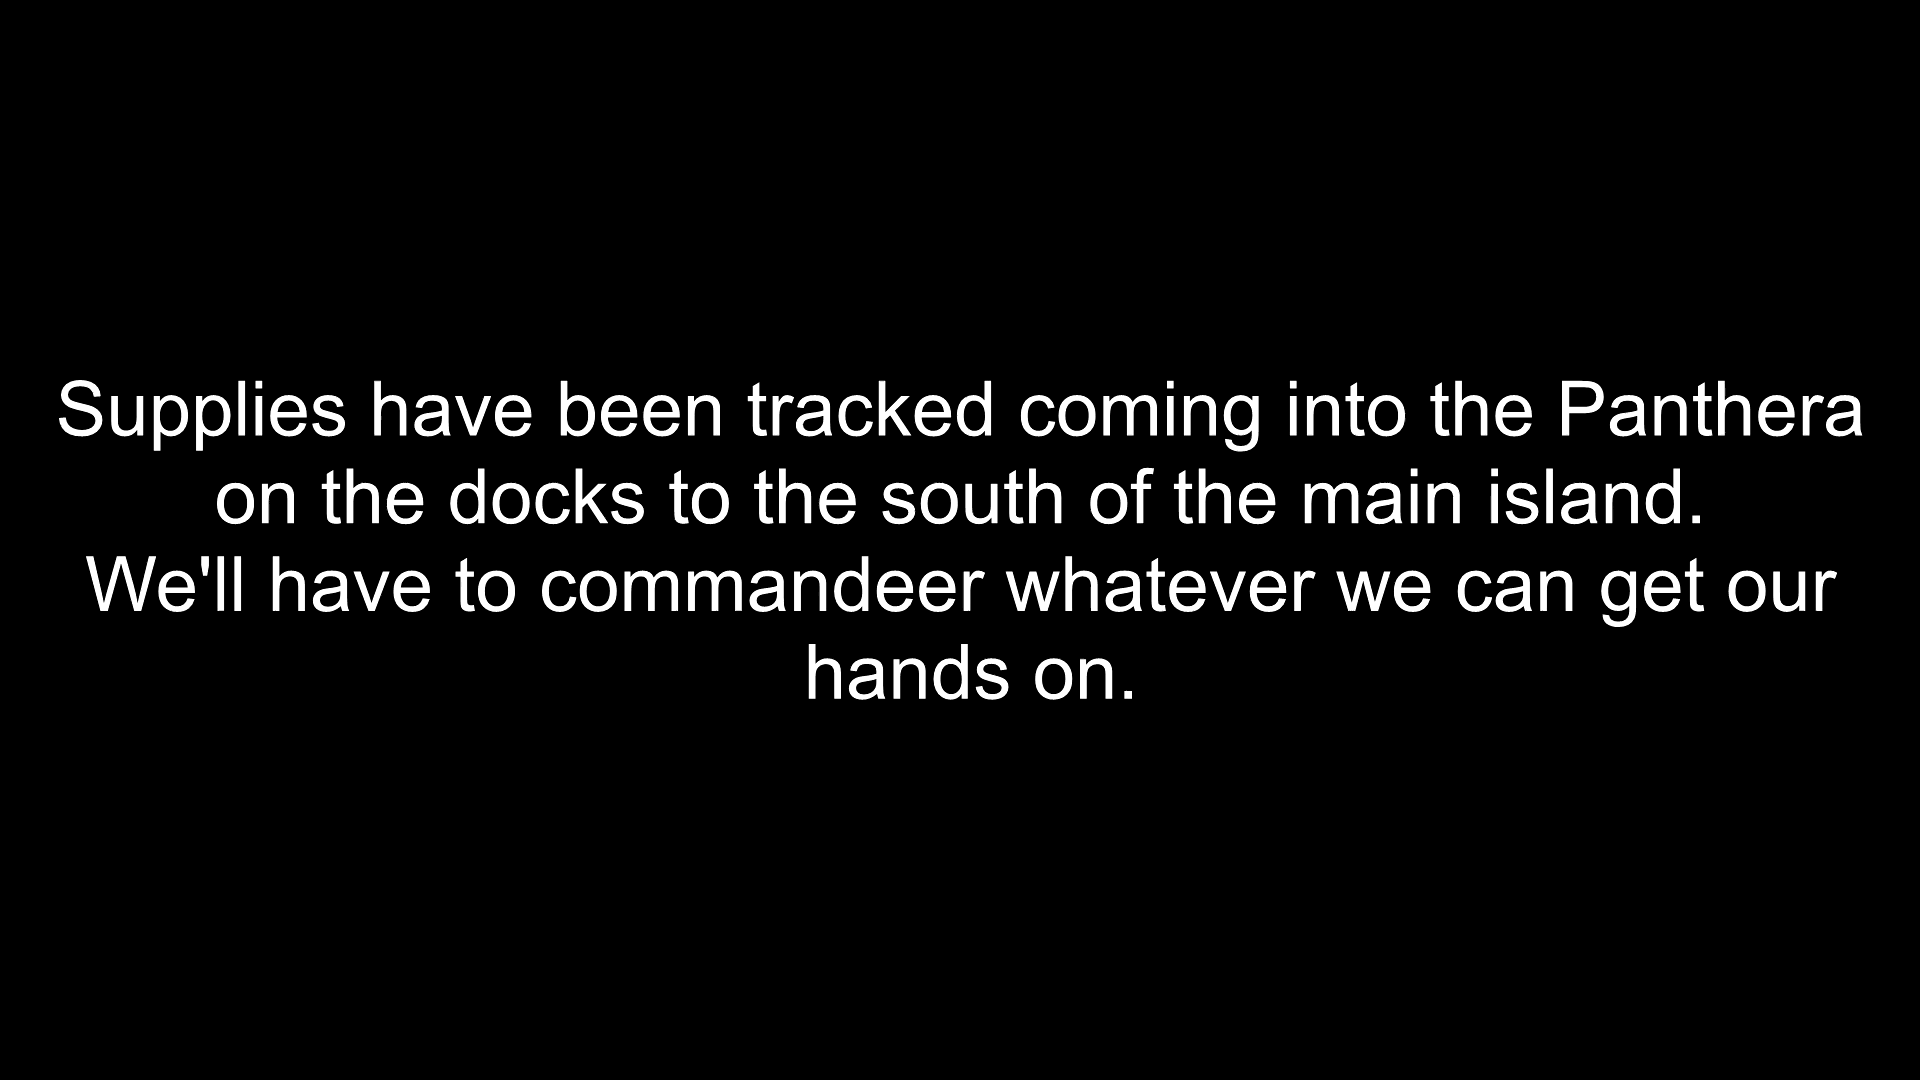 Supplies have been tracked coming into the Panthera
on the docks to the south of the main island.
We'll have to commandeer whatever we can get our
hands on.